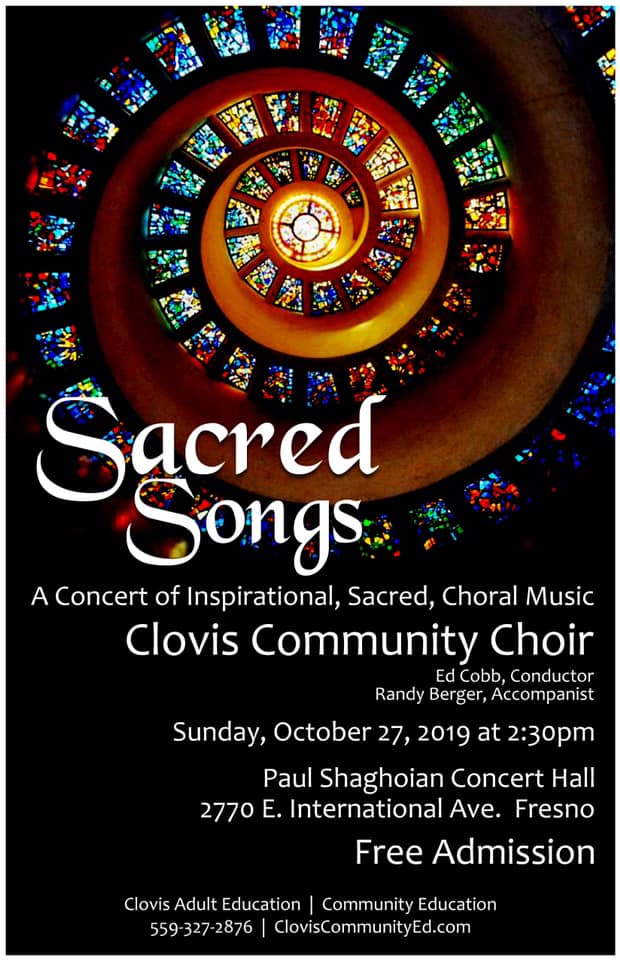 Sacred
Songs
A Concert of Inspirational, Sacred, Choral Music
Clovis Community Choir
Ed Cobb, Conductor
Randy Berger, Accompanist
Sunday, October 27, 2019 at 2:30pm
Paul Shaghoian Concert Hall
2770 E. International Ave. Fresno
Free Admission
Clovis Adult Education | Community Education
559-327-2876 | ClovisCommunityEd.com